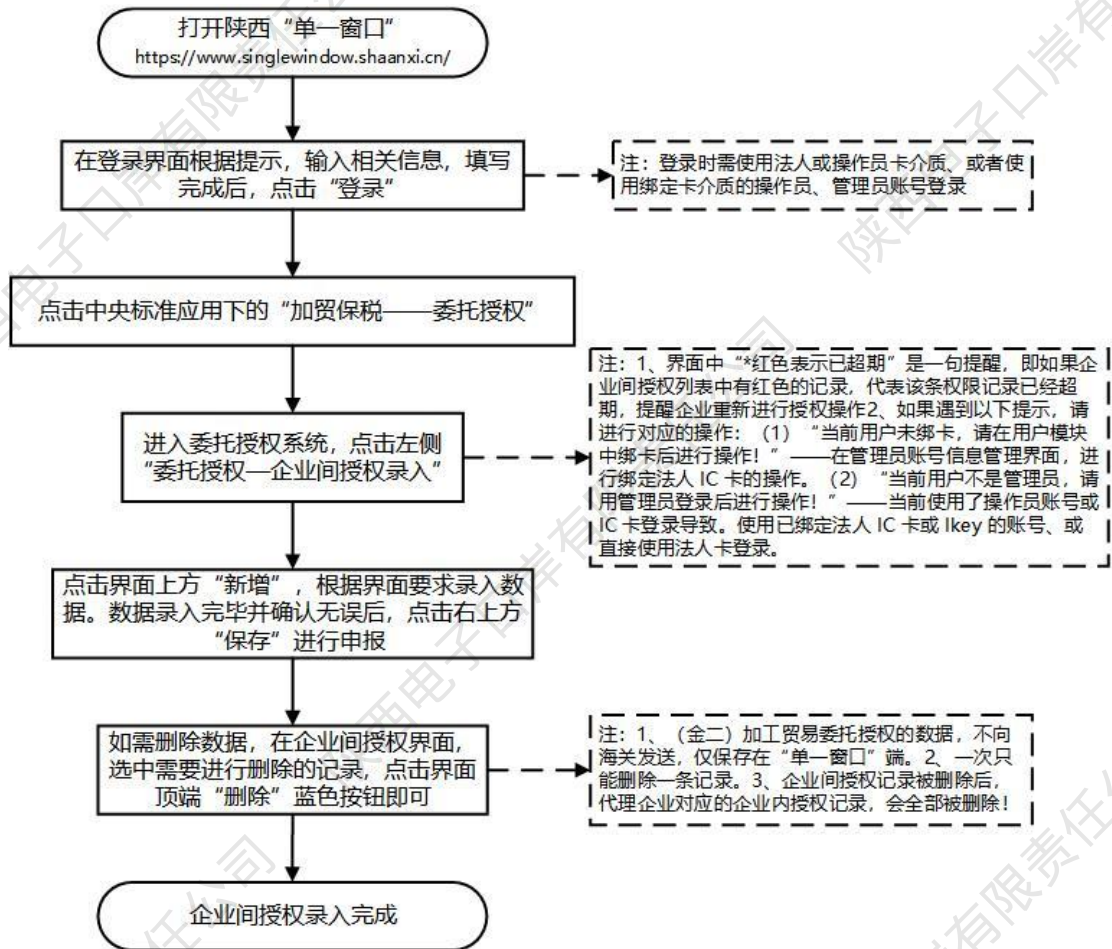 打开陕西“单一窗口”
https://www.singlewindow.shaanxi.cn/
在登录界面根据提示，输入相关信息，填写
完成后，点击“登录”
注：登录时需使用法人或操作员卡介质、或者使
用绑定卡介质的操作员、管理员账号登录
点击中央标准应用下的“加贸保税——委托授权”
进入委托授权系统，点击左侧
“委托授权—企业间授权录入”
注：1、界面中“*红色表示已超期”是一句提醒，即如果企
业间授权列表中有红色的记录，代表该条权限记录已经超
期，提醒企业重新进行授权操作2、如果遇到以下提示，请
进行对应的操作：（1）“当前用户未绑卡，请在用户模块
中绑卡后进行操作！”——在管理员账号信息管理界面，进
行绑定法人 IC 卡的操作。（2）“当前用户不是管理员，请
用管理员登录后进行操作！”——当前使用了操作员账号或
IC 卡登录导致。使用已绑定法人 IC 卡或 Ikey 的账号、或
直接使用法人卡登录。
点击界面上方“新增”，根据界面要求录入数
据。数据录入完毕并确认无误后，点击右上方
“保存”进行申报
如需删除数据，在企业间授权界面，
选中需要进行删除的记录，点击界面
顶端“删除”蓝色按钮即可
注：1、（金二）加工贸易委托授权的数据，不向
海关发送，仅保存在“单一窗口”端。2、一次只
能删除一条记录。3、企业间授权记录被删除后，
代理企业对应的企业内授权记录，会全部被删除！
企业间授权录入完成
陕西电子口岸有限责任公司